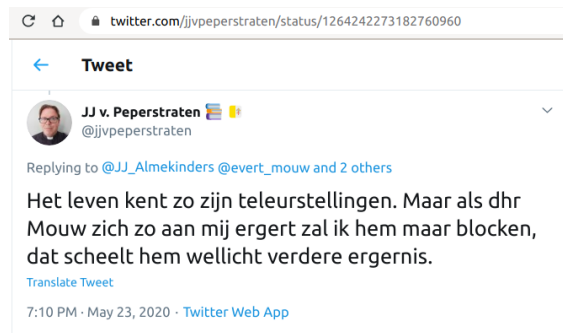 twitter.com/jjvpeperstraten/status/1264242273182760960
Tweet
JJ v. Peperstraten
@jjvpeperstraten
Replying to @JJ_Almekinders @evert_mouw and 2 others
Het leven kent zo zijn teleurstellingen. Maar als dhr
Mouw zich zo aan mij ergert zal ik hem maar blocken,
dat scheelt hem wellicht verdere ergernis.
Translate Tweet
7:10 PM · May 23, 2020 · Twitter Web App